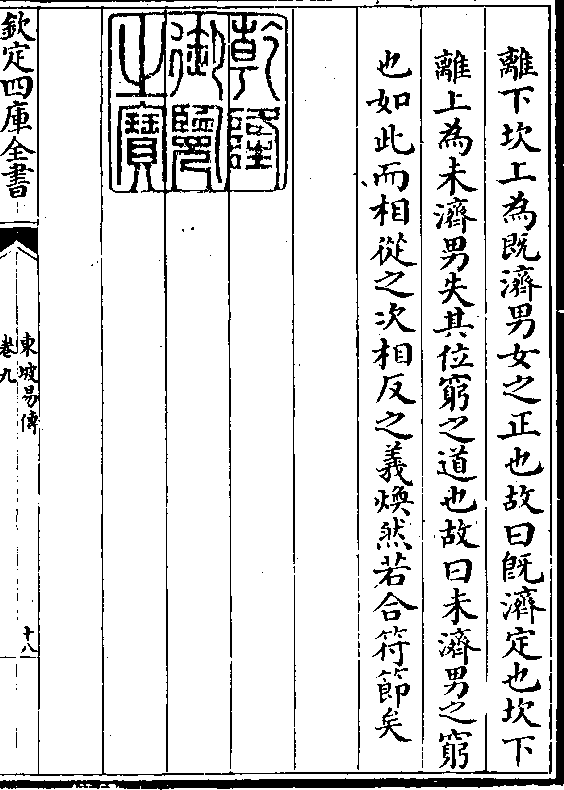 離下坎上為既濟男女之正也故曰既濟定也坎下
離上為未濟男失其位窮之道也故曰未濟男之窮
也如此而相從之次相反之義煥然若合符節矣
乾隆御覽之寶
欽定四庫全書
東坡易傳
卷九
十八